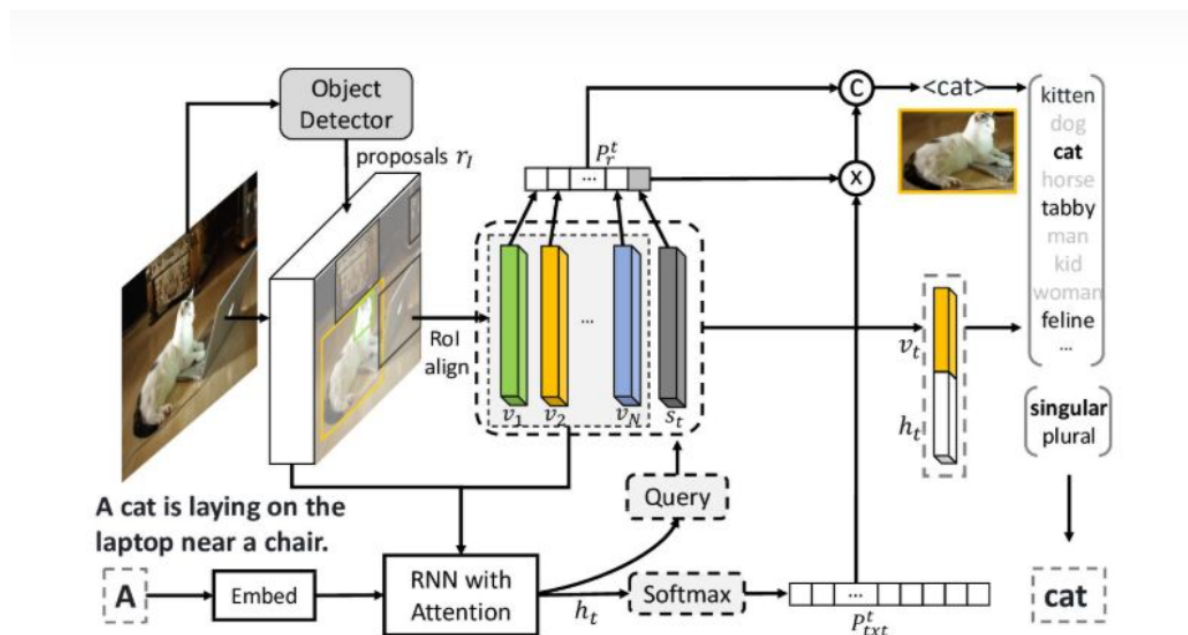 Object
Detector
proposals r_I
P_r^t
C
<cat>
kitten
dog
cat
horse
tabby
man
kid
woman
feline
...
X
...
RoI
align
...
v_1
v_2
v_N
s_t
v_t
h_t
singular
plural
Query
A cat is laying on the
laptop near a chair.
A
Embed
RNN with
Attention
h_t
Softmax
...
P_txt^t
cat